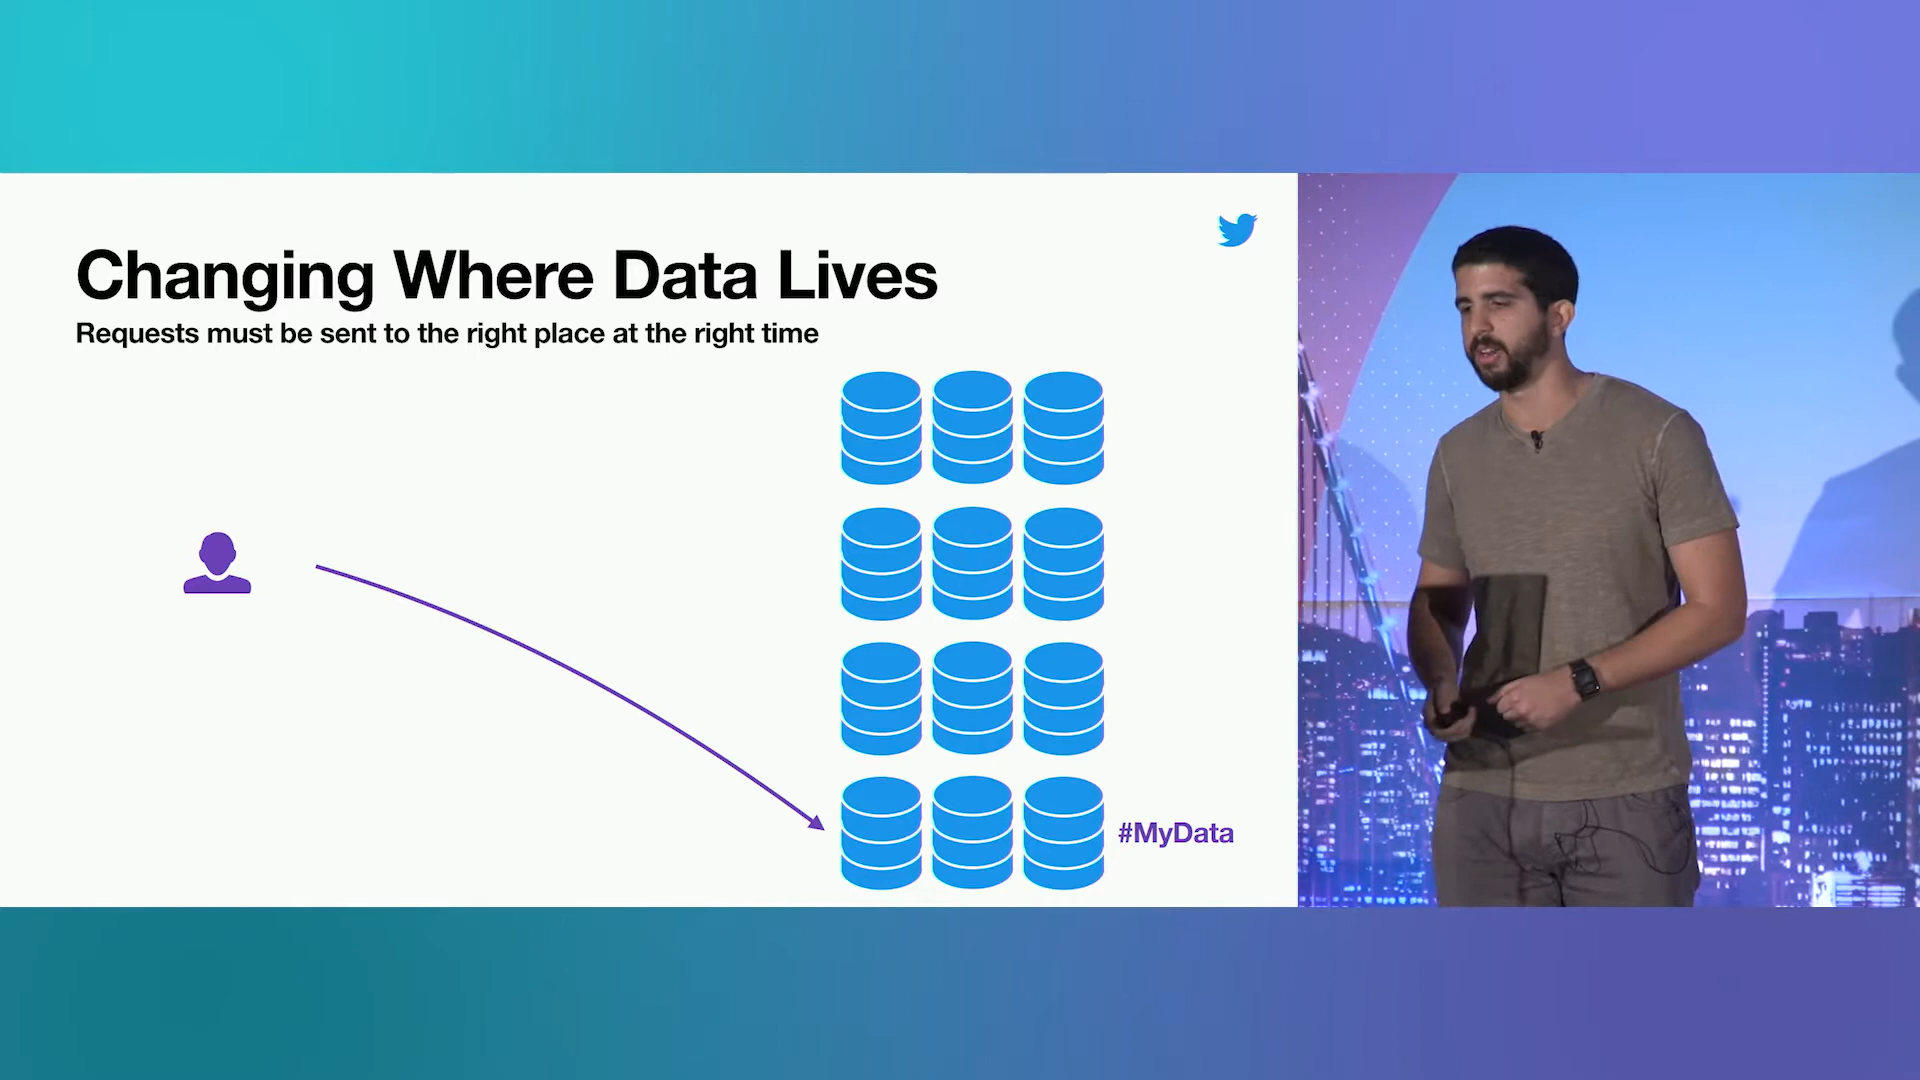 Changing Where Data Lives
Requests must be sent to the right place at the right time
#MyData